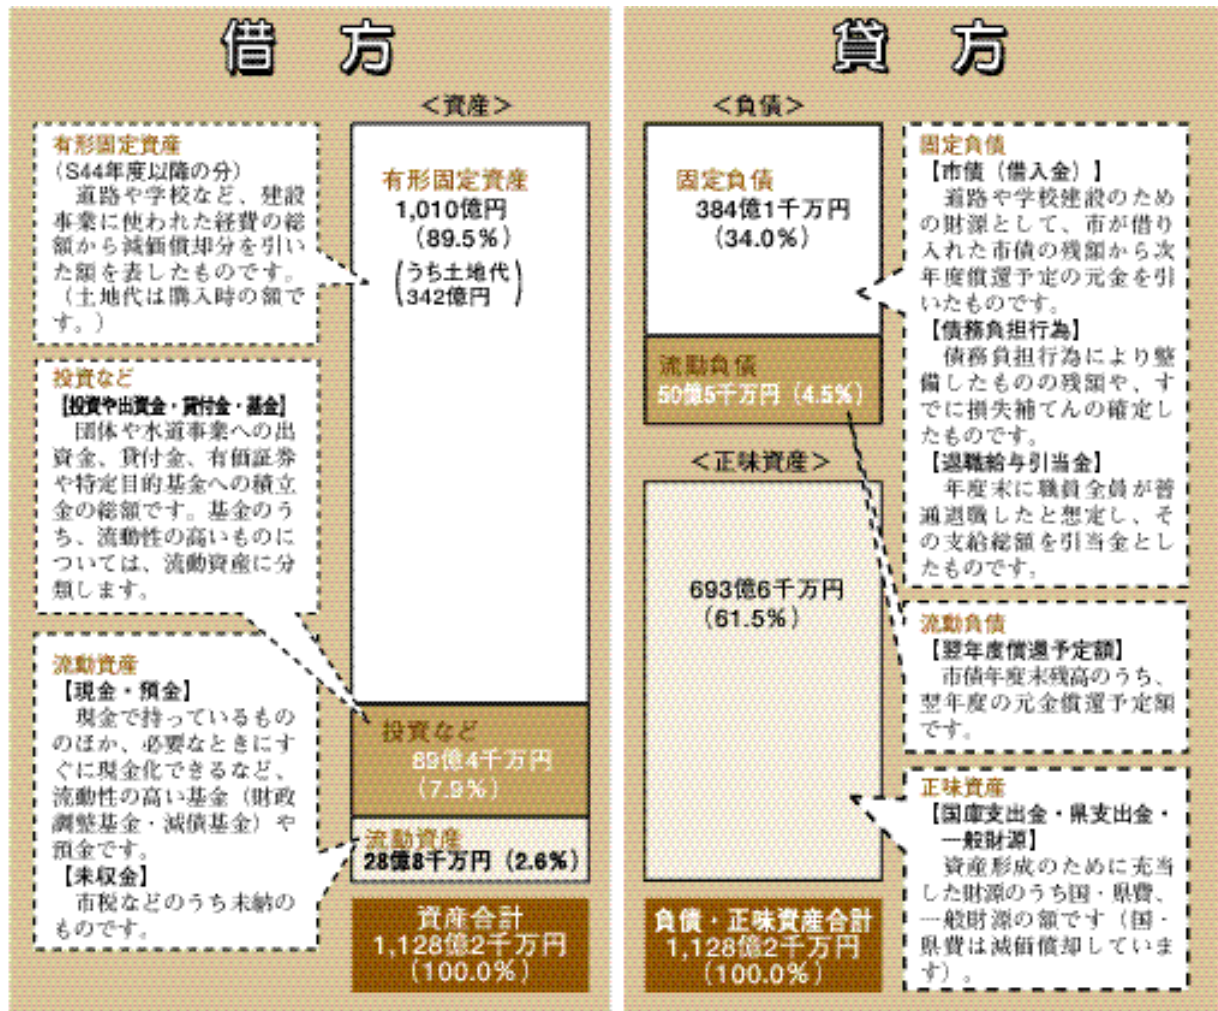 借　方
＜資産＞
有形固定資産
（S44年度以降の分）
　道路や学校など、建設
事業に使われた経費の総
額から減価償却分を引い
た額を表したものです。
（土地代は購入時の額で
す。）
投資など
【投資や出資金・貸付金・基金】
　団体や水道事業への出
資金、貸付金、有価証券
や特定目的基金への積立
金の総額です。基金のう
ち、流動性の高いものに
ついては、流動資産に分
類します。
流動資産
【現金・預金】
　現金で持っているもの
のほか、必要なときにす
ぐに現金化できるなど、
流動性の高い基金（財政
調整基金・減債基金）や
預金です。
【未収金】
　市税などのうち未納の
ものです。
有形固定資産
1,010億円
（89.5％）
（うち土地代
342億円）
投資など
89億4千万円
（7.9％）
流動資産
28億8千万円（2.6％）
資産合計
1,128億2千万円
（100.0％）
貸　方
＜負債＞
固定負債
384億1千万円
（34.0％）
流動負債
50億5千万円（4.5％）
＜正味資産＞
693億6千万円
（61.5％）
負債・正味資産合計
1,128億2千万円
（100.0％）
固定負債
【市債（借入金）】
　道路や学校建設のため
の財源として、市が借り
入れた市債の残額から次
年度償還予定の元金を引
いたものです。
【債務負担行為】
　債務負担行為により整
備したものの残額や、す
でに損失補てんの確定し
たものです。
【退職給与引当金】
　年度末に職員全員が普
通退職したと想定し、そ
の支給総額を引当金とし
たものです。
流動負債
【翌年度償還予定額】
　市債年度末残高のうち、
翌年度の元金償還予定額
です。
正味資産
【国庫支出金・県支出金・
一般財源】
　資産形成のために充当
した財源のうち国・県費、
一般財源の額です（国・
県費は減価償却していま
す）。